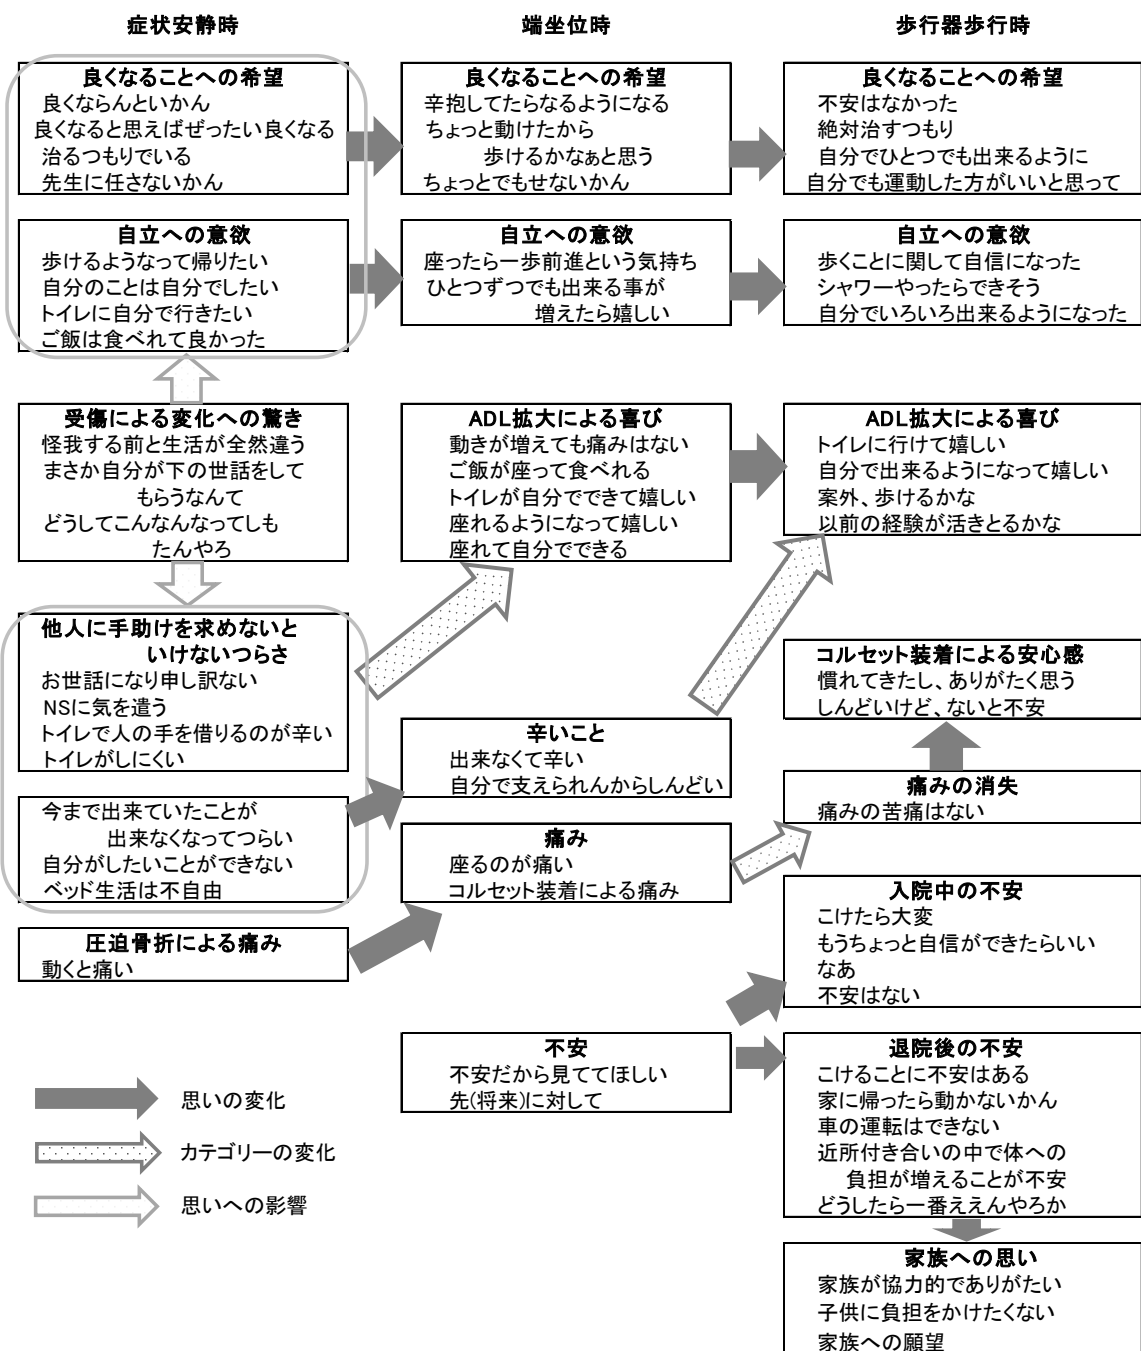 症状安静時
端坐位時
歩行器歩行時
良くなることへの希望
良くならんといかん
良くなると思えばぜったい良くなる
治るつもりでいる
先生に任さないかん
良くなることへの希望
辛抱してたらなるようになる
ちょっと動けたから
歩けるかなぁと思う
ちょっとでもせないかん
良くなることへの希望
不安はなかった
絶対治すつもり
自分でひとつでも出来るように
自分でも運動した方がいいと思って
自立への意欲
歩けるようなって帰りたい
自分のことは自分でしたい
トイレに自分で行きたい
ご飯は食べれて良かった
自立への意欲
座ったら一歩前進という気持ち
ひとつずつでも出来る事が
増えたら嬉しい
自立への意欲
歩くことに関して自信になった
シャワーやったらできそう
自分でいろいろ出来るようになった
受傷による変化への驚き
怪我する前と生活が全然違う
まさか自分が下の世話をして
もらうなんて
どうしてこんなんなってしも
たんやろ
ADL拡大による喜び
動きが増えても痛みはない
ご飯が座って食べれる
トイレが自分でできて嬉しい
座れるようになって嬉しい
座れて自分でできる
ADL拡大による喜び
トイレに行けて嬉しい
自分で出来るようになって嬉しい
案外、歩けるかな
以前の経験が活きとるかな
他人に手助けを求めないと
いけないつらさ
お世話になり申し訳ない
NSに気を遣う
トイレで人の手を借りるのが辛い
トイレがしにくい
今まで出来ていたことが
出来なくなってつらい
自分がしたいことができない
ベッド生活は不自由
圧迫骨折による痛み
動くと痛い
辛いこと
出来なくて辛い
自分で支えられんからしんどい
痛み
座るのが痛い
コルセット装着による痛み
不安
不安だから見ててほしい
先(将来)に対して
コルセット装着による安心感
慣れてきたし、ありがたく思う
しんどいけど、ないと不安
痛みの消失
痛みの苦痛はない
入院中の不安
こけたら大変
もうちょっと自信ができたらいい
なあ
不安はない
退院後の不安
こけることに不安はある
家に帰ったら動かないかん
車の運転はできない
近所付き合いの中で体への
負担が増えることが不安
どうしたら一番ええんやろか
家族への思い
家族が協力的でありがたい
子供に負担をかけたくない
家族への願望
思いの変化
カテゴリーの変化
思いへの影響